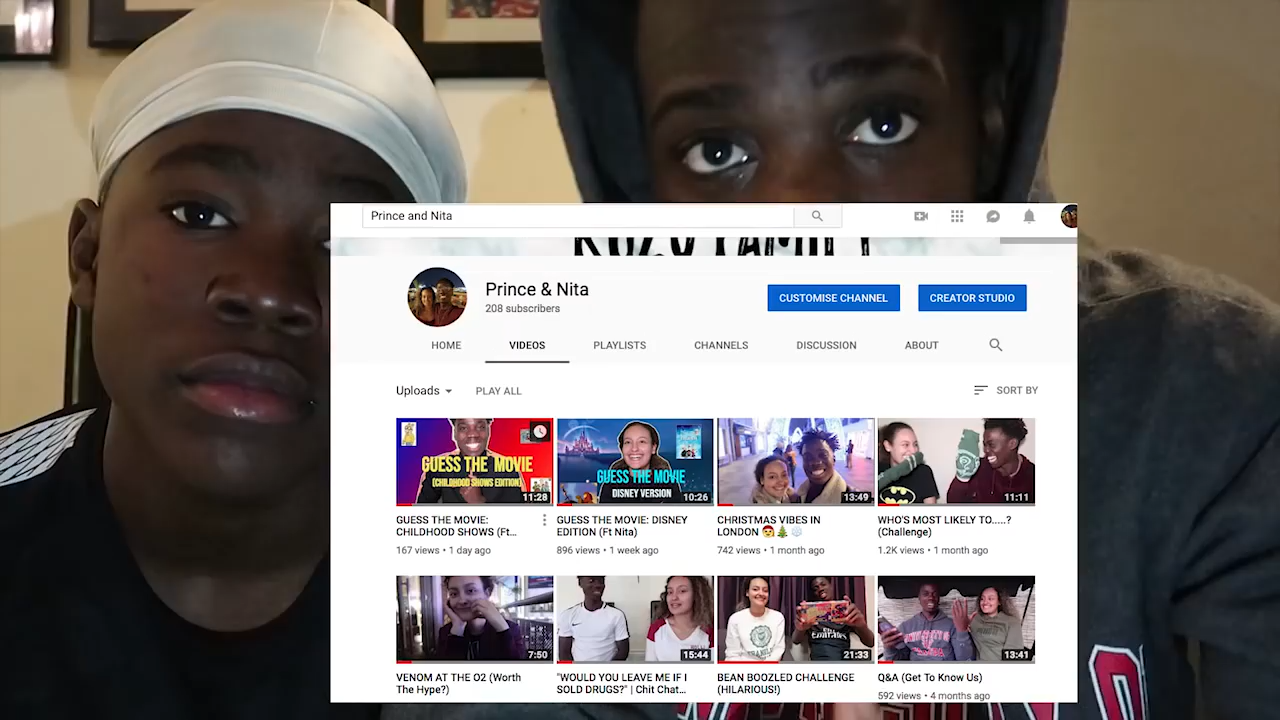 Prince and Nita
Prince & Nita
208 subscribers
CUSTOMISE CHANNEL
CREATOR STUDIO
HOME
VIDEOS
PLAYLISTS
CHANNELS
DISCUSSION
ABOUT
Uploads
PLAY ALL
SORT BY
GUESS THE MOVIE
(CHILDHOOD SHOWS EDITION)
11:28
GUESS THE MOVIE
DISNEY VERSION
10:26
13:49
11:11
GUESS THE MOVIE:
CHILDHOOD SHOWS (Ft...
167 views • 1 day ago
GUESS THE MOVIE: DISNEY
EDITION (Ft Nita)
896 views • 1 week ago
CHRISTMAS VIBES IN
LONDON 🤶🎄❄️
742 views • 1 month ago
WHO'S MOST LIKELY TO.....?
(Challenge)
1.2K views • 1 month ago
7:50
15:44
21:33
13:41
VENOM AT THE O2 (Worth
The Hype?)
"WOULD YOU LEAVE ME IF I
SOLD DRUGS?" | Chit Chat...
BEAN BOOZLED CHALLENGE
(HILARIOUS!)
Q&A (Get To Know Us)
592 views • 4 months ago